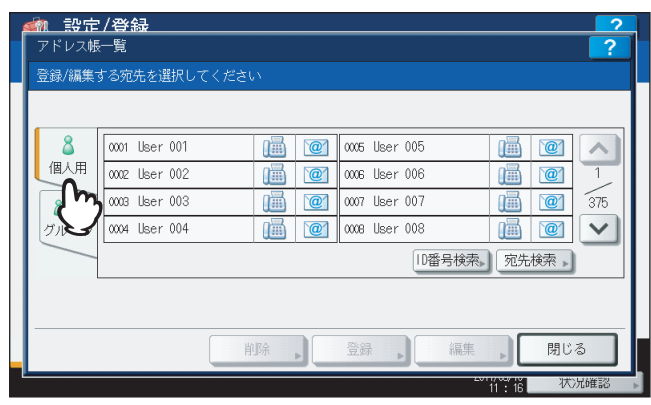 設定/登録
?
アドレス帳一覧
?
登録/編集する宛先を選択してください
個人用
0001 User 001
0005 User 005
0002 User 002
0006 User 006
0003 User 003
0007 User 007
0004 User 004
0008 User 008
1
375
グル
ID番号検索
宛先検索
削除
登録
編集
閉じる
11 : 16
状況確認